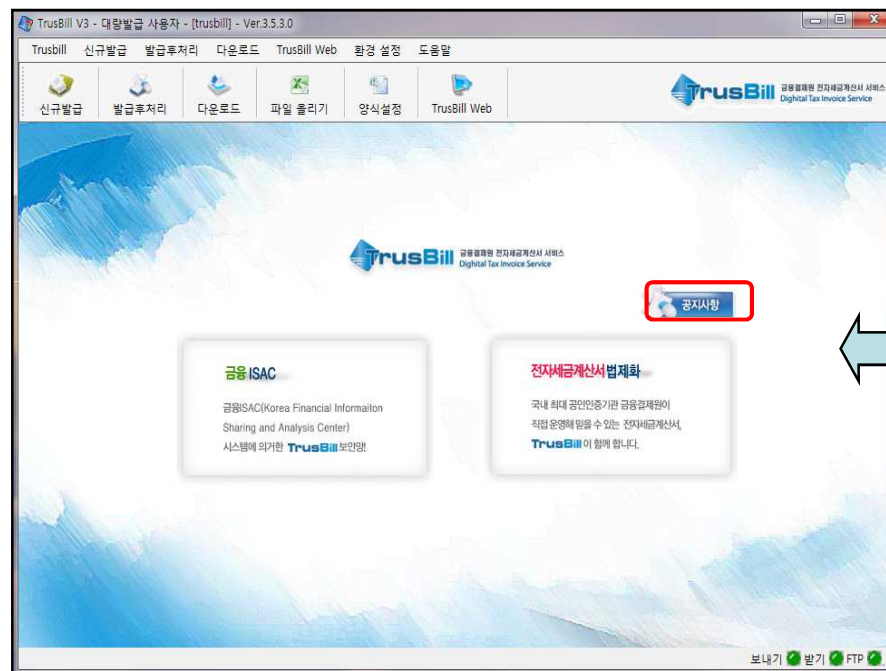 TrusBill V3 - 대량발급 사용자 - [trusbill] - Ver.3.5.3.0
Trusbill 신규발급 발급후처리 다운로드 TrusBill Web 환경 설정 도움말
신규발급 발급후처리 다운로드 파일 올리기 양식설정 TrusBill Web
TrusBill 금융결제원 전자세금계산서 서비스
Dighital Tax Invoice Service
TrusBill 금융결제원 전자세금계산서 서비스
Dighital Tax Invoice Service
공지사항
금융 ISAC
금융ISAC(Korea Financial Informaiton
Sharing and Analysis Center)
시스템에 의거한 TrusBill 보안망!
전자세금계산서 법제화
국내 최대 공인인증기관 금융결제원이
직접 운영해 믿을 수 있는 전자세금계산서,
TrusBill 이 함께 합니다.
보내기 받기 FTP